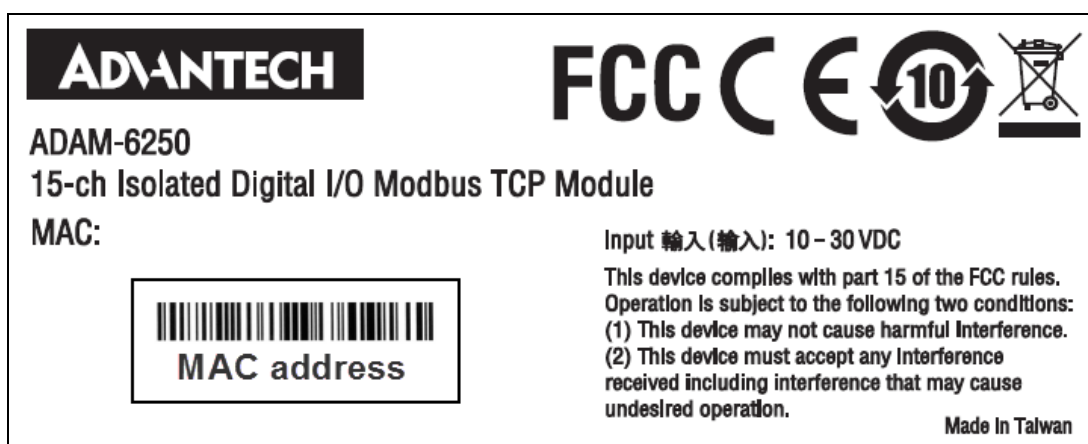 ADVANTECH
FCC CE 10
ADAM-6250
15-ch Isolated Digital I/O Modbus TCP Module
MAC:
MAC address
Input 輸入(输入): 10 – 30 VDC
This device complies with part 15 of the FCC rules.
Operation is subject to the following two conditions:
(1) This device may not cause harmful interference.
(2) This device must accept any interference
received including interference that may cause
undesired operation.
Made in Taiwan